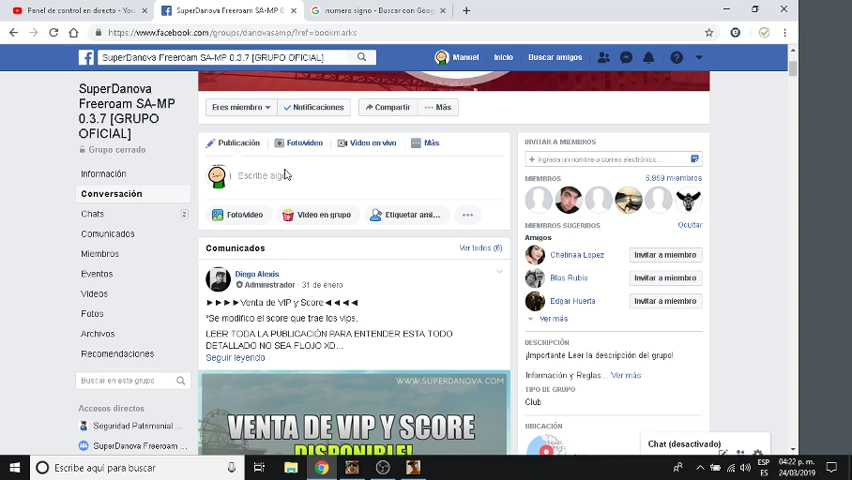 Panel de control en directo - You
SuperDanova Freeroam SA-MP 0.
numero signo - Buscar con Goog
https://www.facebook.com/groups/danovasamp/?ref=bookmarks
SuperDanova Freeroam SA-MP 0.3.7 [GRUPO OFICIAL]
Manuel
Inicio
Buscar amigos
SuperDanova
Freeroam SA-MP
0.3.7 [GRUPO
OFICIAL]
Grupo cerrado
Información
Conversación
Chats
2
Comunicados
Miembros
Eventos
Videos
Fotos
Archivos
Recomendaciones
Buscar en este grupo
Accesos directos
Seguridad Patrimonial ...
SuperDanova Freeroam ...
Eres miembro
Notificaciones
Compartir
Más
Publicación
Foto/video
Video en vivo
Más
Escribe algo
Foto/video
Video en grupo
Etiquetar ami...
Comunicados
Ver todos (6)
Diego Alexis
Administrador · 31 de enero
►►►►Venta de VIP y Score◄◄◄◄
*Se modifico el score que trae los vips.
LEER TODA LA PUBLICACIÓN PARA ENTENDER ESTA TODO
DETALLADO NO SEA FLOJO XD...
Seguir leyendo
WWW.SUPERDANOVA.COM
VENTA DE VIP Y SCORE
DISPONIBLE!
INVITAR A MIEMBROS
+ Ingresa un nombre o correo electrónico...
MIEMBROS
6,959 miembros
MIEMBROS SUGERIDOS
Ocultar
Amigos
Chelinaa Lopez
Invitar a miembro
Blas Rubio
Invitar a miembro
Edgar Huerta
Invitar a miembro
Ver más
DESCRIPCIÓN
¡Importante Leer la descripción del grupo!
Información y Reglas... Ver más
TIPO DE GRUPO
Club
UBICACIÓN
Chat (desactivado)
Escribe aquí para buscar
ESP
ES
04:22 p. m.
24/03/2019